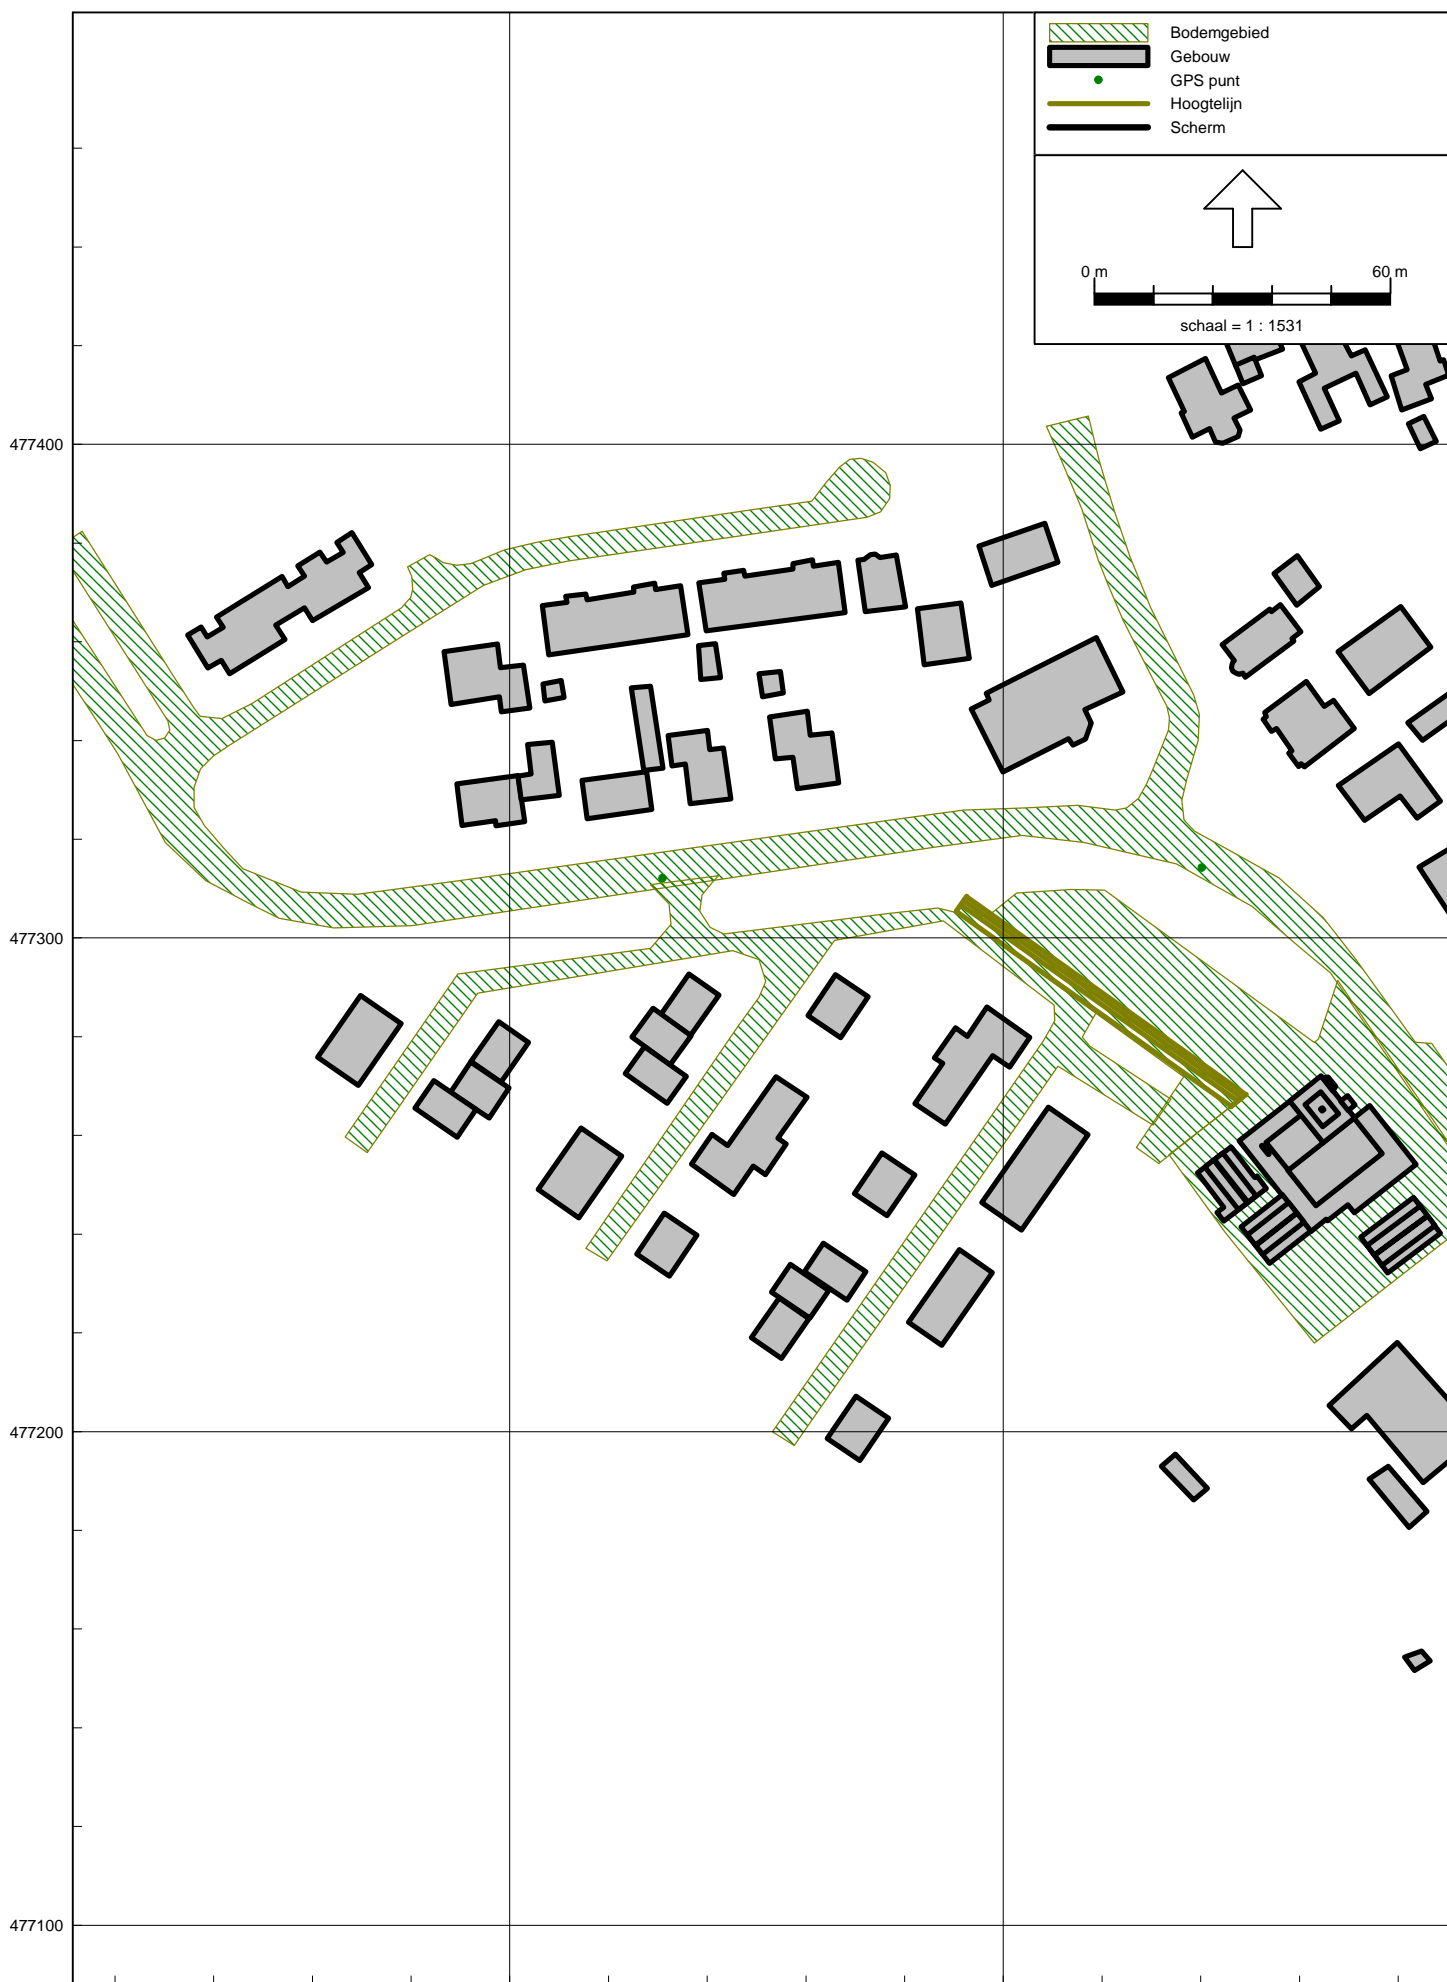 Bodemgebied
Gebouw
GPS punt
Hoogtelijn
Scherm
0 m 60 m
schaal = 1 : 1531
477400
477300
477200
477100